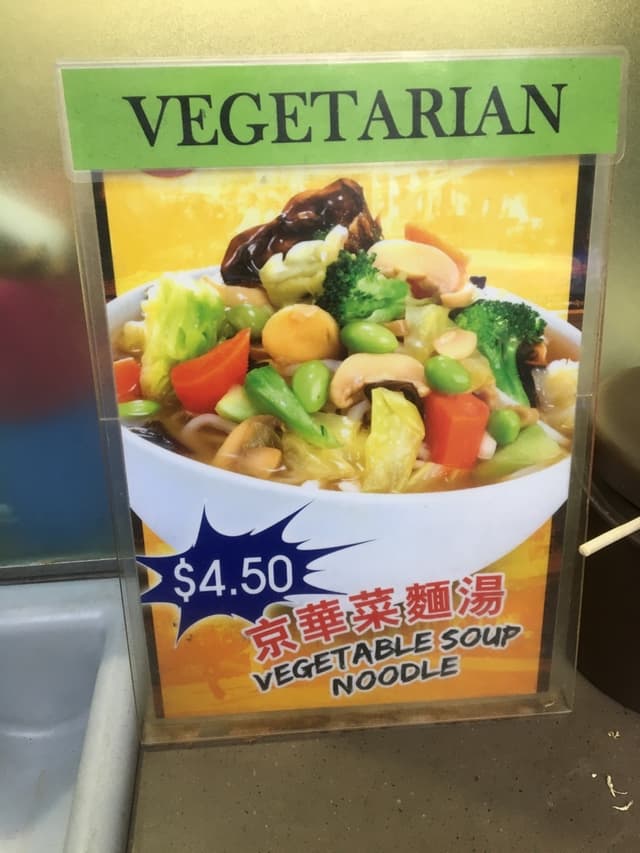 VEGETARIAN
$4.50
京華菜麵湯
VEGETABLE SOUP
NOODLE